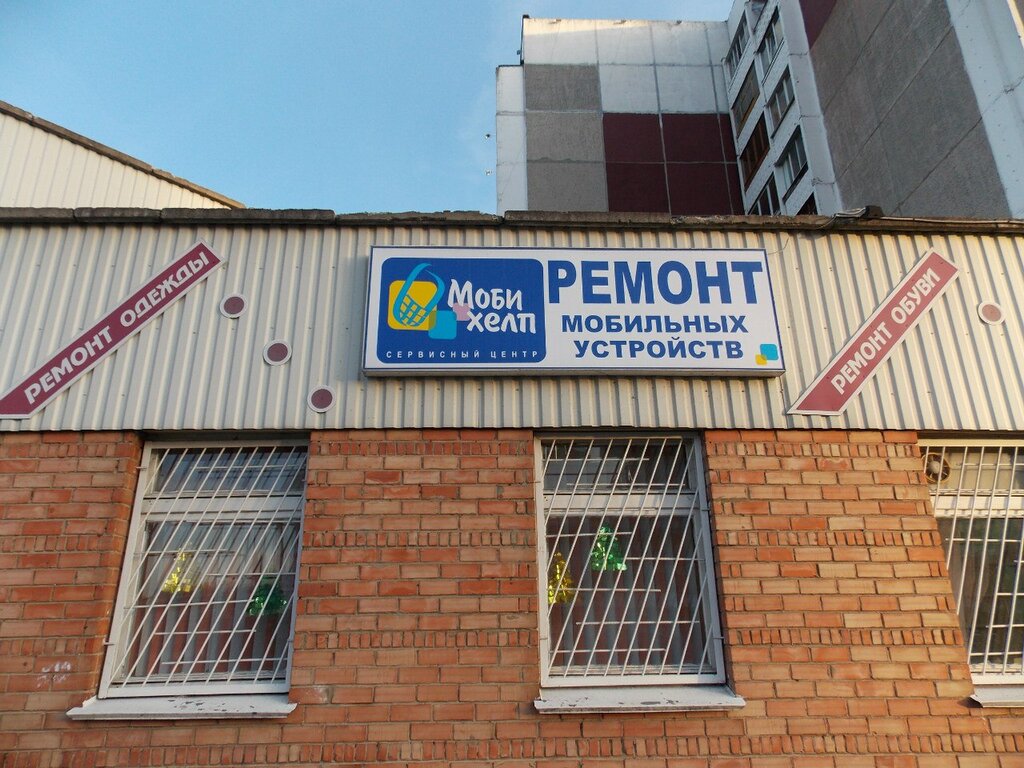 РЕМОНТ ОДЕЖДЫ
Моби
хелп
СЕРВИСНЫЙ ЦЕНТР
РЕМОНТ
МОБИЛЬНЫХ
УСТРОЙСТВ
РЕМОНТ ОБУВИ